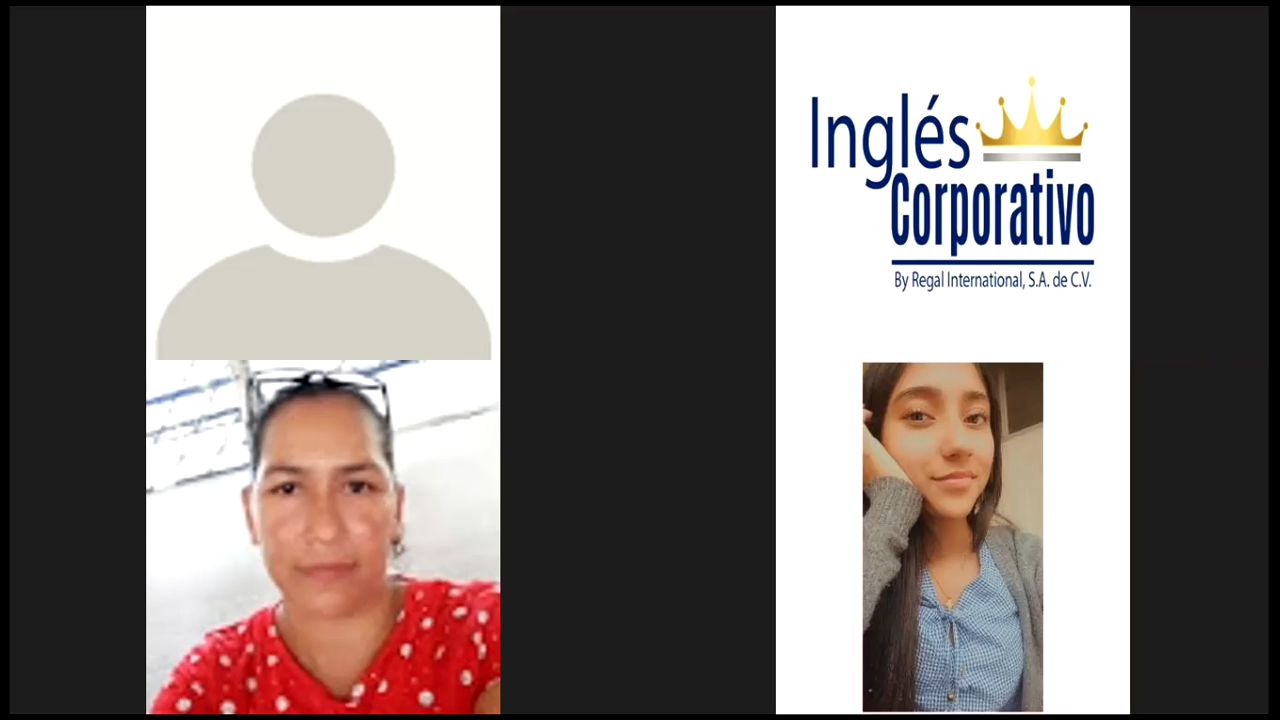 Inglés
Corporativo
By Regal International, S.A. de C.V.